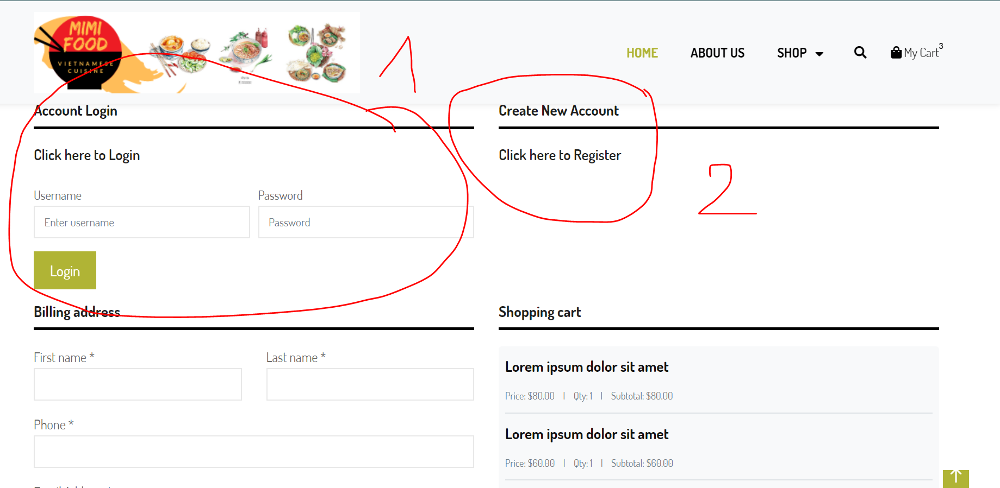 MIMI
FOOD
VIETNAMESE
CUISINE
1
HOME ABOUT US SHOP My Cart 3
Account Login
Create New Account
Click here to Login
Click here to Register
2
Username Password
Enter username Password
Login
Billing address
Shopping cart
First name * Last name *
Lorem ipsum dolor sit amet
Price: $80.00 | Qty: 1 | Subtotal: $80.00
Phone *
Lorem ipsum dolor sit amet
Price: $60.00 | Qty: 1 | Subtotal: $60.00